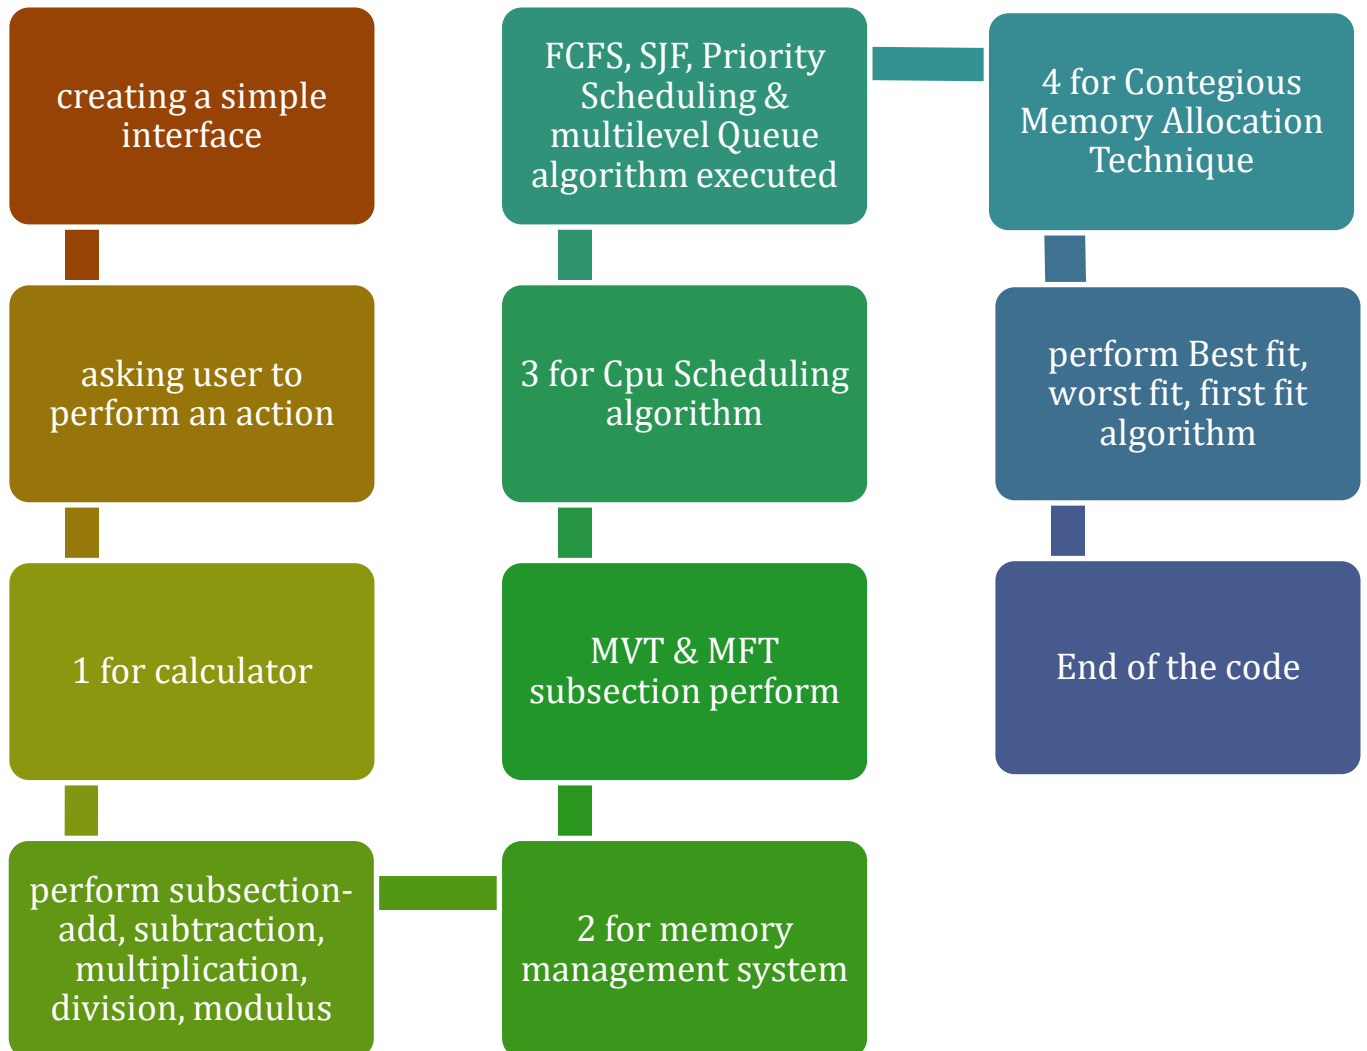 creating a simple
interface
asking user to
perform an action
1 for calculator
perform subsection-
add, subtraction,
multiplication,
division, modulus
2 for memory
management system
MVT & MFT
subsection perform
3 for Cpu Scheduling
algorithm
FCFS, SJF, Priority
Scheduling &
multilevel Queue
algorithm executed
4 for Contegious
Memory Allocation
Technique
perform Best fit,
worst fit, first fit
algorithm
End of the code